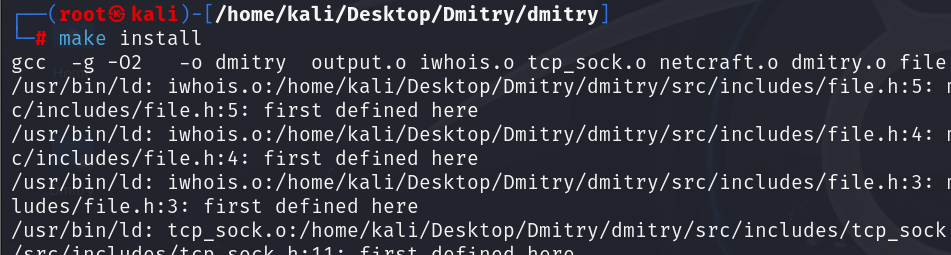 ┌──(root㉿kali)-[/home/kali/Desktop/Dmitry/dmitry]
└─# make install
gcc  -g -O2   -o dmitry  output.o iwhois.o tcp_sock.o netcraft.o dmitry.o file
/usr/bin/ld: iwhois.o:/home/kali/Desktop/Dmitry/dmitry/src/includes/file.h:5:
c/includes/file.h:5: first defined here
/usr/bin/ld: iwhois.o:/home/kali/Desktop/Dmitry/dmitry/src/includes/file.h:4:
c/includes/file.h:4: first defined here
/usr/bin/ld: iwhois.o:/home/kali/Desktop/Dmitry/dmitry/src/includes/file.h:3:
ludes/file.h:3: first defined here
/usr/bin/ld: tcp_sock.o:/home/kali/Desktop/Dmitry/dmitry/src/includes/tcp_sock
/src/includes/tcp_sock.h:11: first defined here